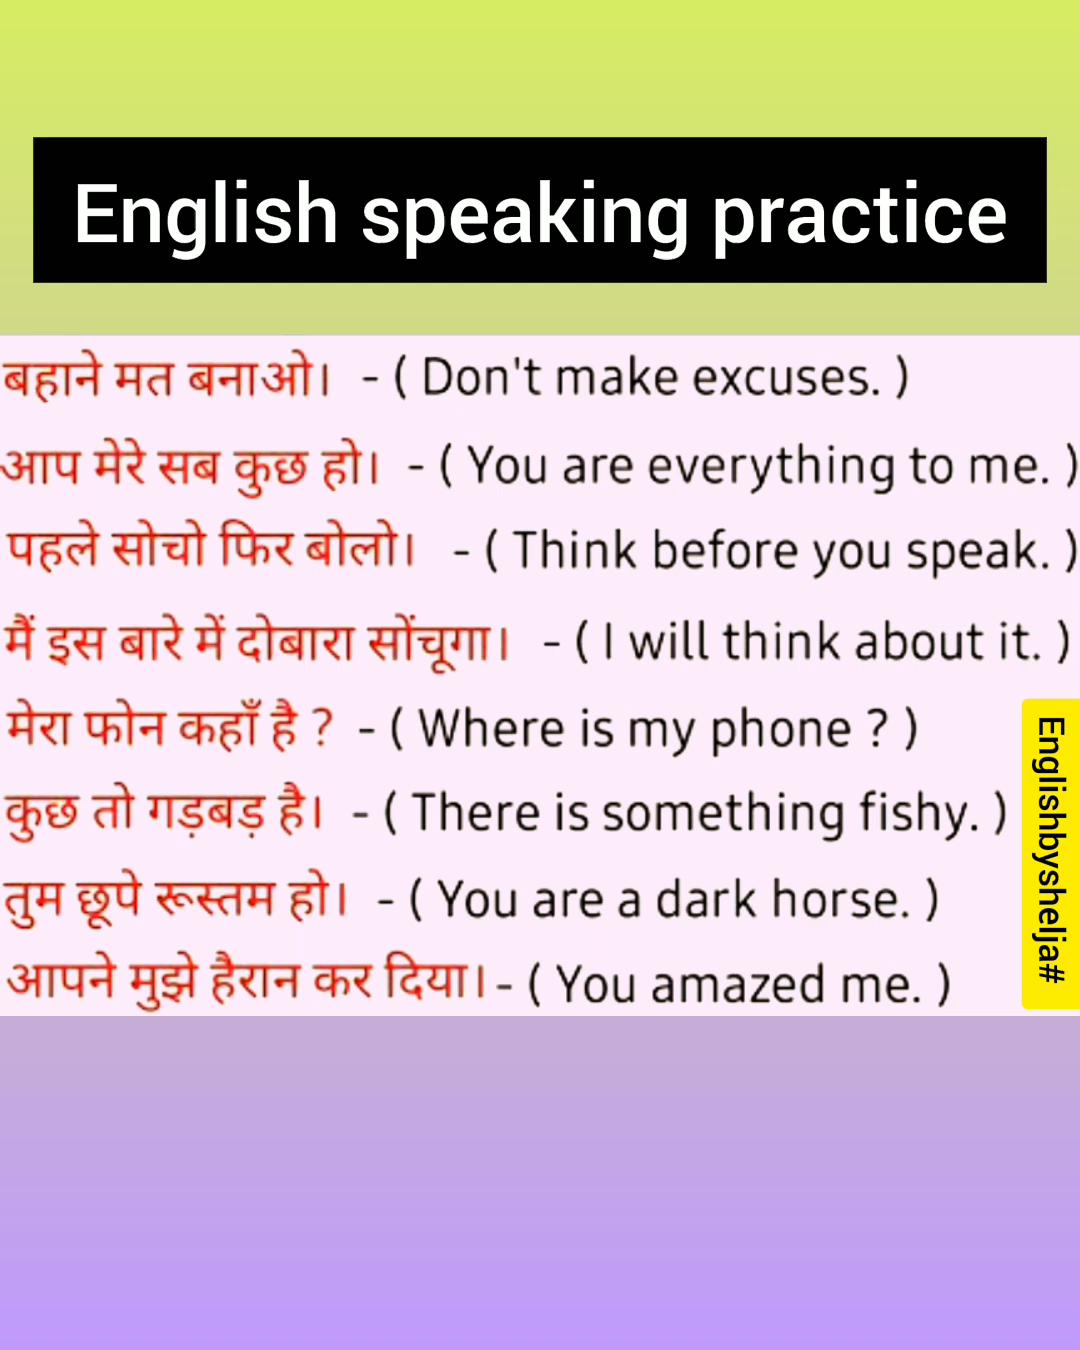 English speaking practice
बहाने मत बनाओ। - ( Don't make excuses. )
आप मेरे सब कुछ हो। - ( You are everything to me. )
पहले सोचो फिर बोलो। - ( Think before you speak. )
मैं इस बारे में दोबारा सोंचूगा। - ( I will think about it. )
मेरा फोन कहाँ है ? - ( Where is my phone ? )
कुछ तो गड़बड़ है। - ( There is something fishy. )
तुम छूपे रूस्तम हो। - ( You are a dark horse. )
आपने मुझे हैरान कर दिया। - ( You amazed me. )
Englishbyshelja#